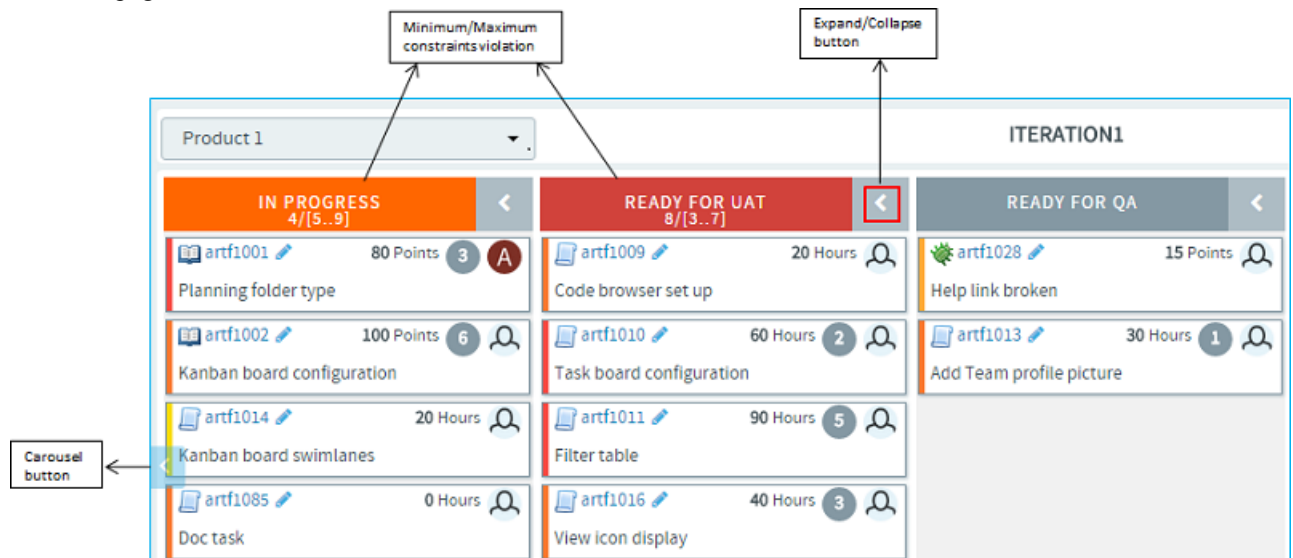 Minimum/Maximum
constraints violation
Expand/Collapse
button
Product 1
ITERATION1
IN PROGRESS
4/[5..9]
READY FOR UAT
8/[3..7]
READY FOR QA
artf1001 80 Points 3 A
Planning folder type
artf1009 20 Hours
Code browser set up
artf1028 15 Points
Help link broken
artf1002 100 Points 6
Kanban board configuration
artf1010 60 Hours 2
Task board configuration
artf1013 30 Hours 1
Add Team profile picture
artf1014 20 Hours
Kanban board swimlanes
artf1011 90 Hours 5
Filter table
Carousel
button
artf1085 0 Hours
Doc task
artf1016 40 Hours 3
View icon display